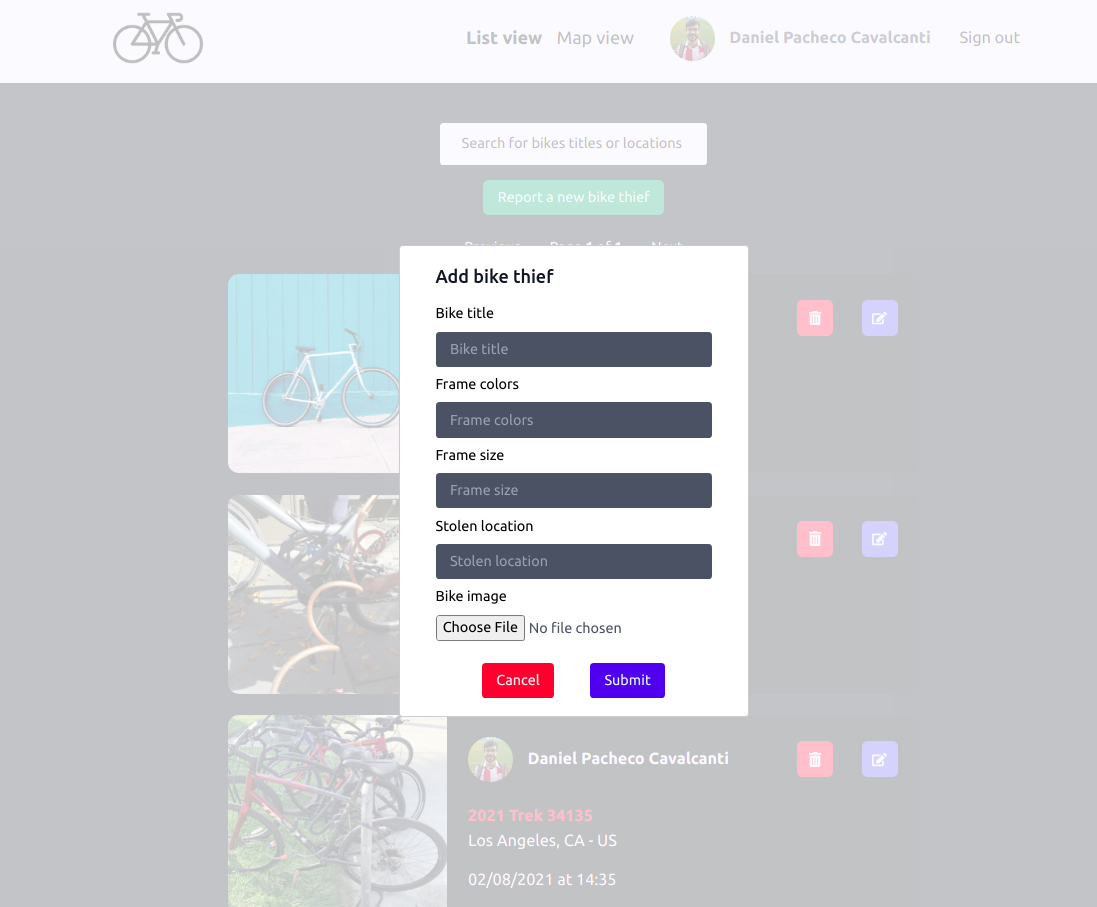 List view Map view Daniel Pacheco Cavalcanti Sign out
Search for bikes titles or locations
Report a new bike thief
Previous Page 1 of 1 Next
Add bike thief
Bike title
Bike title
Frame colors
Frame colors
Frame size
Frame size
Stolen location
Stolen location
Bike image
Choose File No file chosen
Cancel Submit
Daniel Pacheco Cavalcanti
2021 Trek 34135
Los Angeles, CA - US
02/08/2021 at 14:35